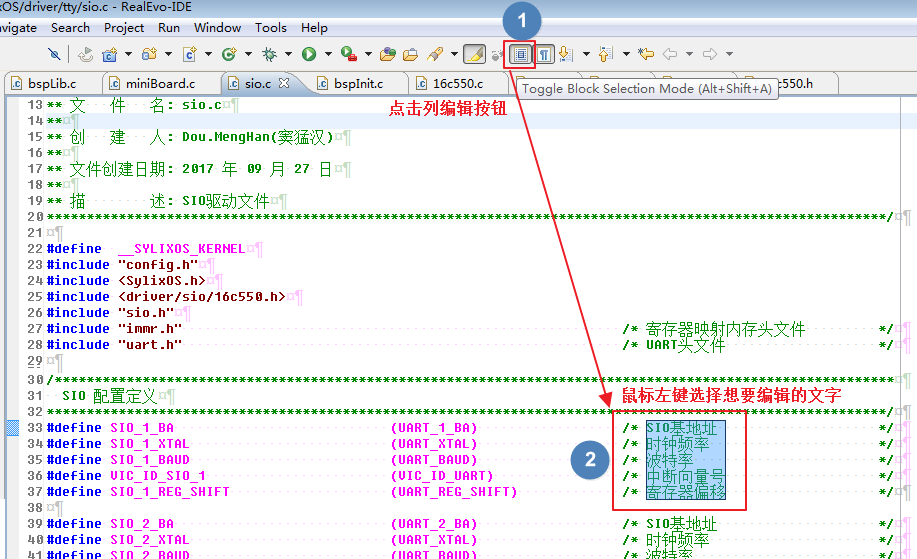 xOS/driver/tty/sio.c - RealEvo-IDE
avigate Search Project Run Window Tools Help
1
bspLib.c miniBoard.c sio.c bspInit.c 16c550.c c550.h
Toggle Block Selection Mode (Alt+Shift+A)
点击列编辑按钮
13 ** 文 件 名: sio.c
14 **
15 ** 创 建 人: Dou.MengHan(窦猛汉)
16 **
17 ** 文件创建日期: 2017 年 09 月 27 日
18 **
19 ** 描 述: SIO驱动文件
20 *********************************************************************************************************/
21
22 #define __SYLIXOS_KERNEL
23 #include "config.h"
24 #include <SylixOS.h>
25 #include <driver/sio/16c550.h>
26 #include "sio.h"
27 #include "immr.h" /* 寄存器映射内存头文件 */
28 #include "uart.h" /* UART头文件 */
29
30 /*********************************************************************************************************
31 SIO 配置定义
鼠标左键选择想要编辑的文字
32 *********************************************************************************************************/
33 #define SIO_1_BA (UART_1_BA) /* SIO基地址 */
34 #define SIO_1_XTAL (UART_XTAL) /* 时钟频率 */
2
35 #define SIO_1_BAUD (UART_BAUD) /* 波特率 */
36 #define VIC_ID_SIO_1 (VIC_ID_UART) /* 中断向量号 */
37 #define SIO_1_REG_SHIFT (UART_REG_SHIFT) /* 寄存器偏移 */
38
39 #define SIO_2_BA (UART_2_BA) /* SIO基地址 */
40 #define SIO_2_XTAL (UART_XTAL) /* 时钟频率 */
41 #define SIO_2_BAUD (UART_BAUD) /* 波特率 */